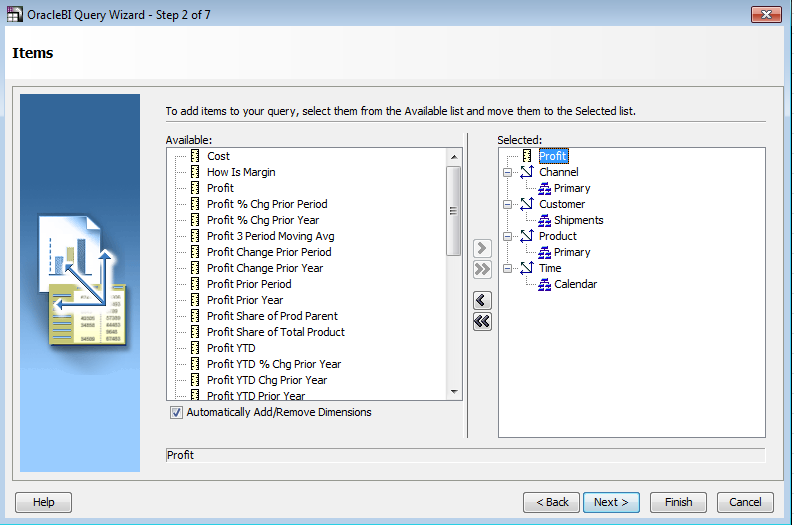 OracleBI Query Wizard - Step 2 of 7
Items
To add items to your query, select them from the Available list and move them to the Selected list.
Available:
Cost
How Is Margin
Profit
Profit % Chg Prior Period
Profit % Chg Prior Year
Profit 3 Period Moving Avg
Profit Change Prior Period
Profit Change Prior Year
Profit Prior Period
Profit Prior Year
Profit Share of Prod Parent
Profit Share of Total Product
Profit YTD
Profit YTD % Chg Prior Year
Profit YTD Chg Prior Year
Profit YTD Prior Year
Automatically Add/Remove Dimensions
Selected:
Profit
Channel
Primary
Customer
Shipments
Product
Primary
Time
Calendar
Profit
Help
< Back
Next >
Finish
Cancel